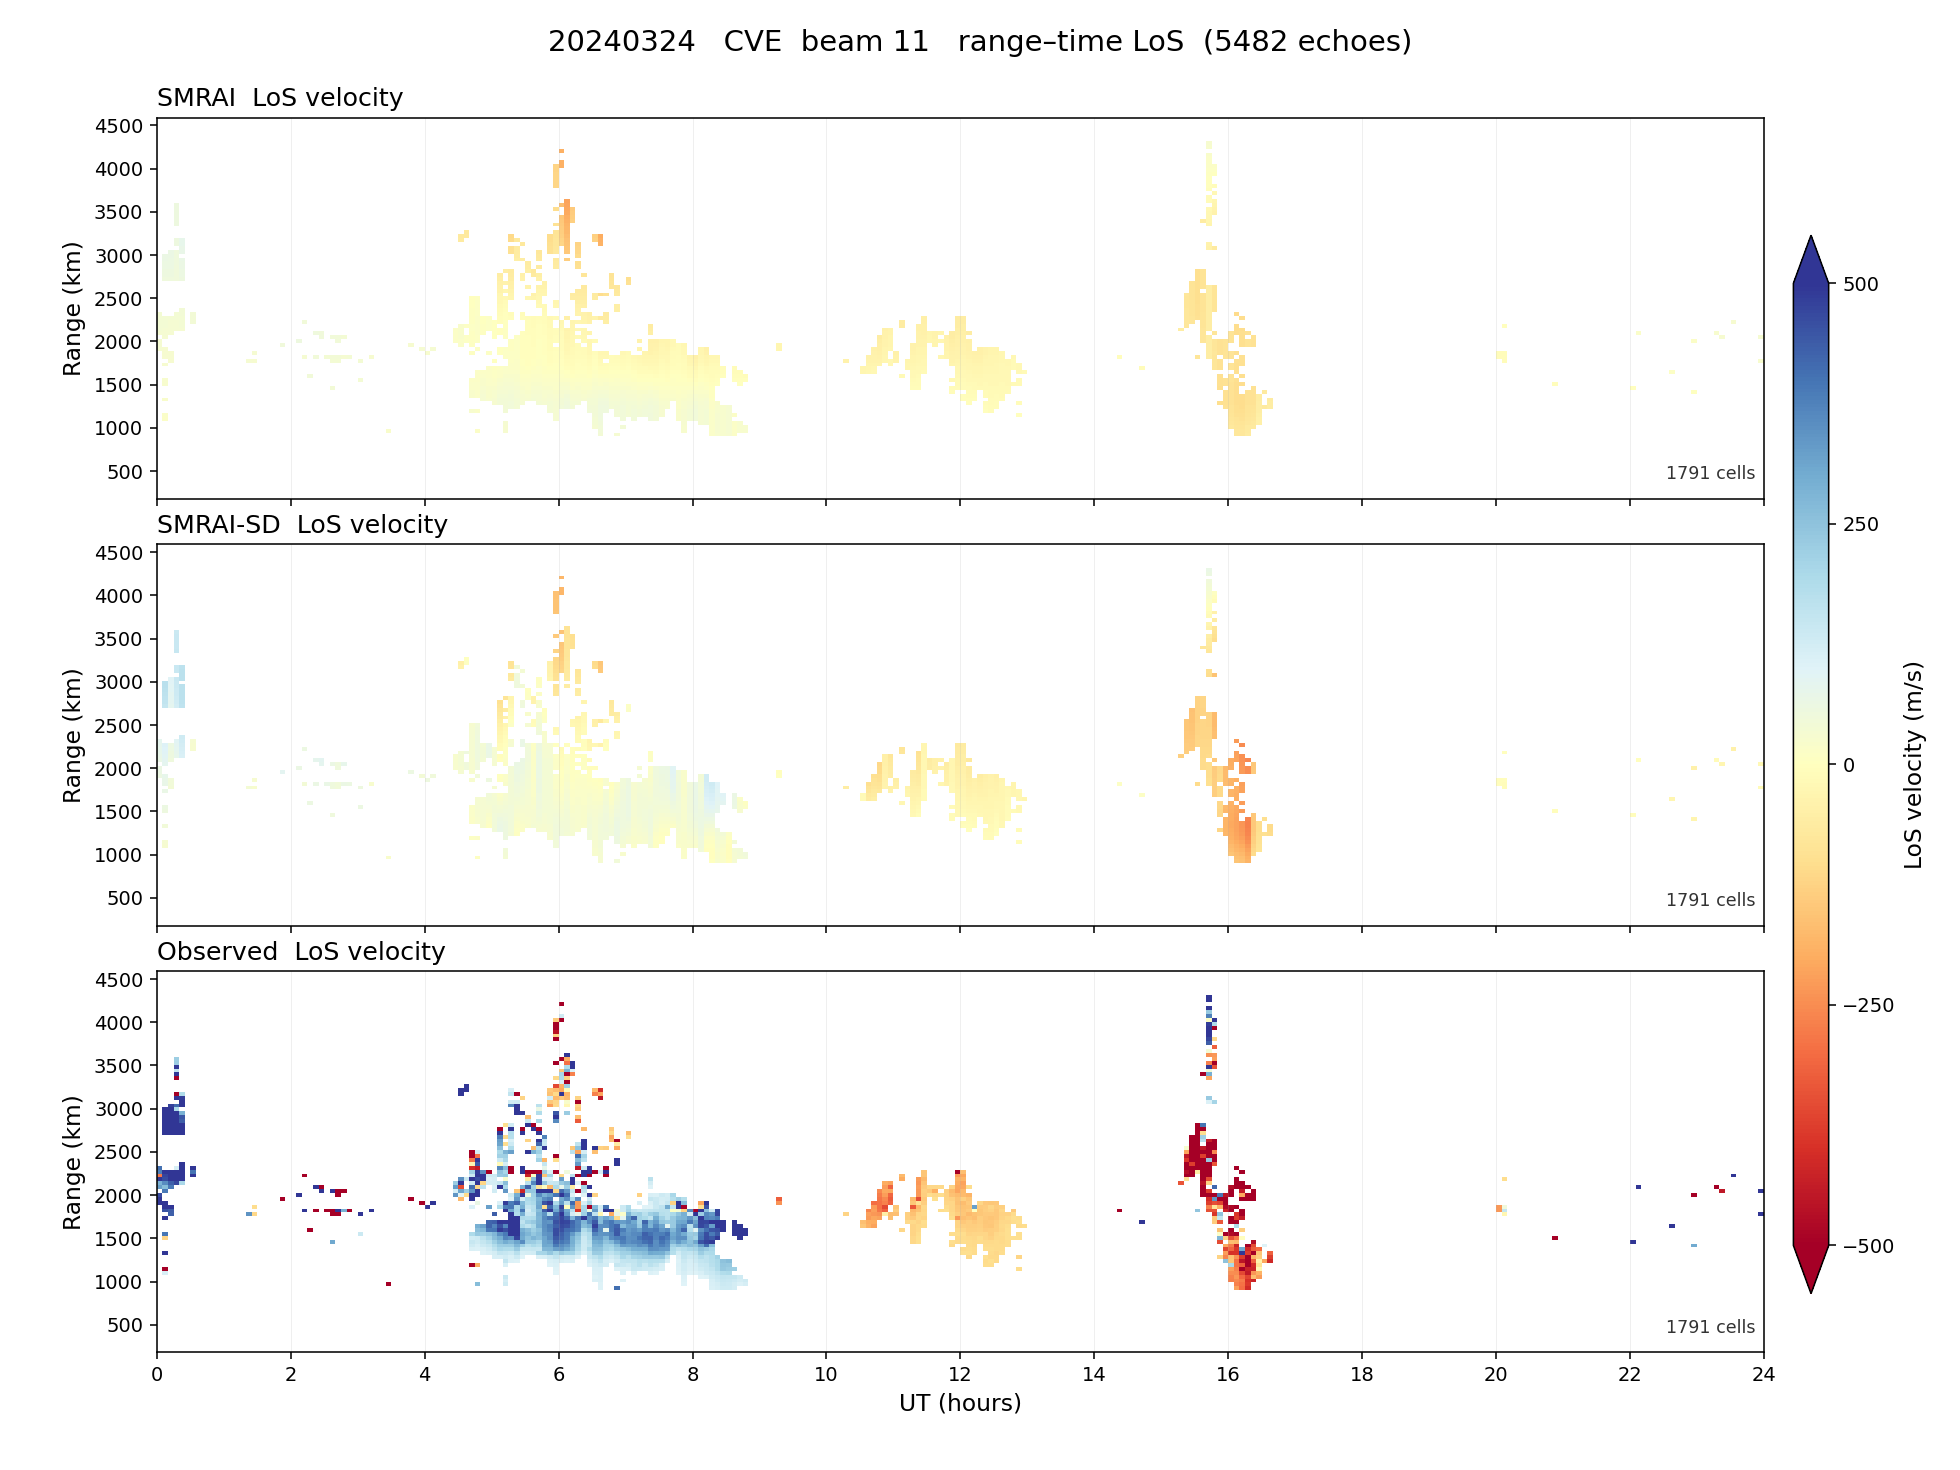 20240324   CVE  beam 11   range–time LoS  (5482 echoes)
SMRAI  LoS velocity
4500
4000
3500
3000
2500
2000
1500
1000
500
Range (km)
1791 cells
SMRAI-SD  LoS velocity
4500
4000
3500
3000
2500
2000
1500
1000
500
Range (km)
1791 cells
Observed  LoS velocity
4500
4000
3500
3000
2500
2000
1500
1000
500
Range (km)
1791 cells
0 2 4 6 8 10 12 14 16 18 20 22 24
UT (hours)
500
250
0
−250
−500
LoS velocity (m/s)